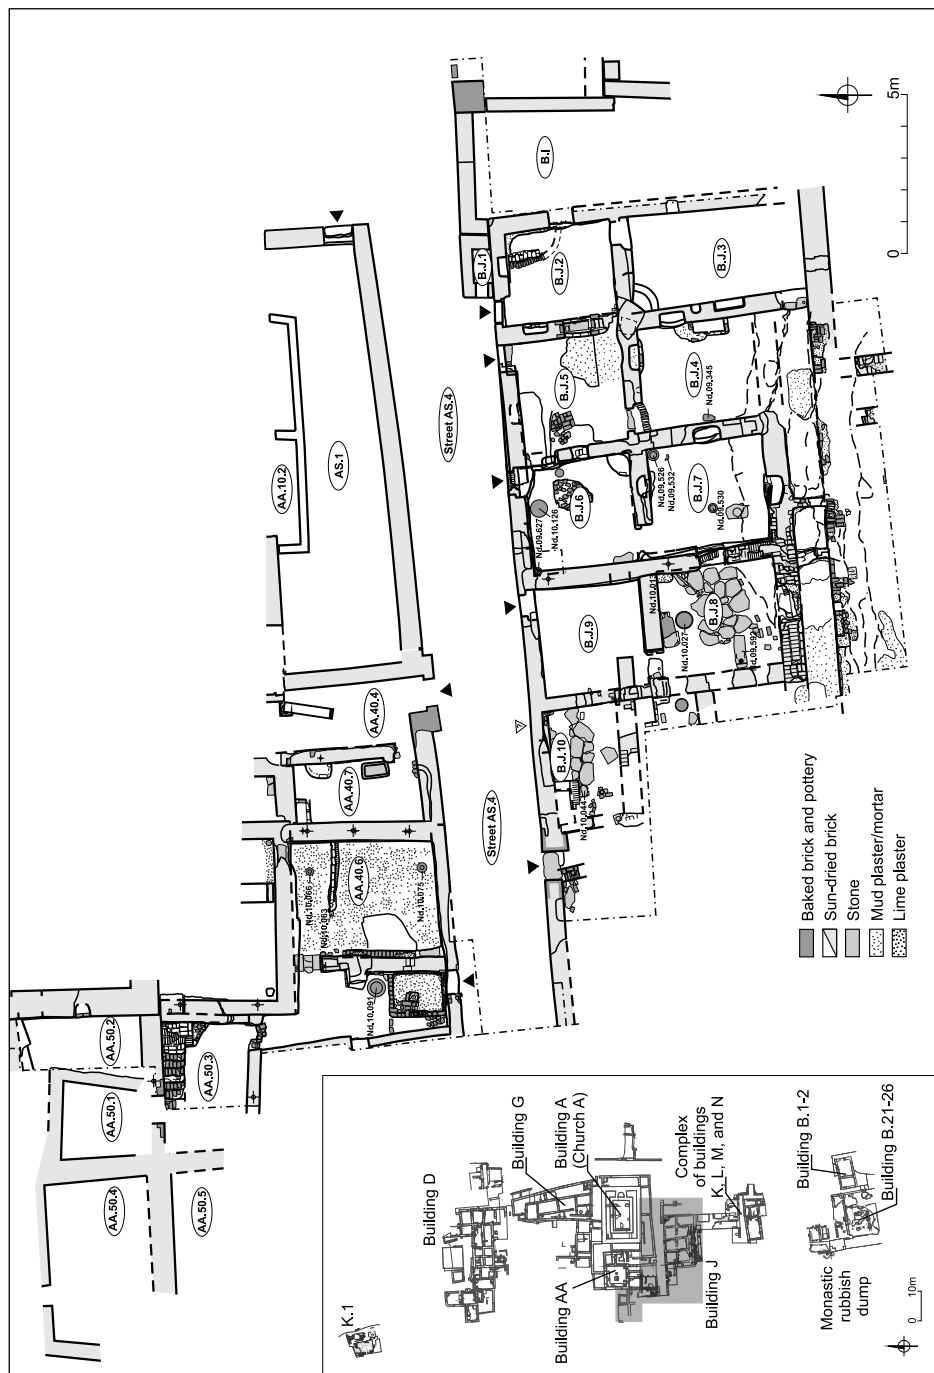 AA.50.4
AA.50.5
AA.50.1
AA.50.2
AA.50.3
Nd.10.091
Nd.10.063
Nd.10.066
AA.40.6
Nd.10.075
AA.40.7
AA.40.4
AA.10.2
AS.1
Street AS.4
Street AS.4
B.J.10
Nd.10.044
B.J.9
Nd.10.013
Nd.10.027
B.J.8
Nd.09.592
Nd.09.627
Nd.10.126
B.J.6
Nd.09.526
Nd.09.532
B.J.7
Nd.09.530
B.J.5
B.J.4
Nd.09.345
B.J.1
B.J.2
B.J.3
B.I
0
5m
Baked brick and pottery
Sun-dried brick
Stone
Mud plaster/mortar
Lime plaster
K.1
Building D
Building G
Building A
(Church A)
Building AA
Building J
Complex
of buildings
K, L, M, and N
Monastic
rubbish
dump
Building B.1-2
Building B.21-26
0
10m